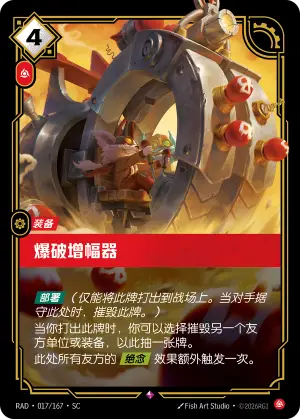 4
装备
爆破增幅器
部署 （仅能将此牌打出到战场上。当对手据
守此处时，摧毁此牌。）
当你打出此牌时，你可以选择摧毁另一个友
方单位或装备，以此抽一张牌。
此处所有友方的 绝念 效果额外触发一次。
RAD • 017/167 • SC
Fish Art Studio • ©2026RGI